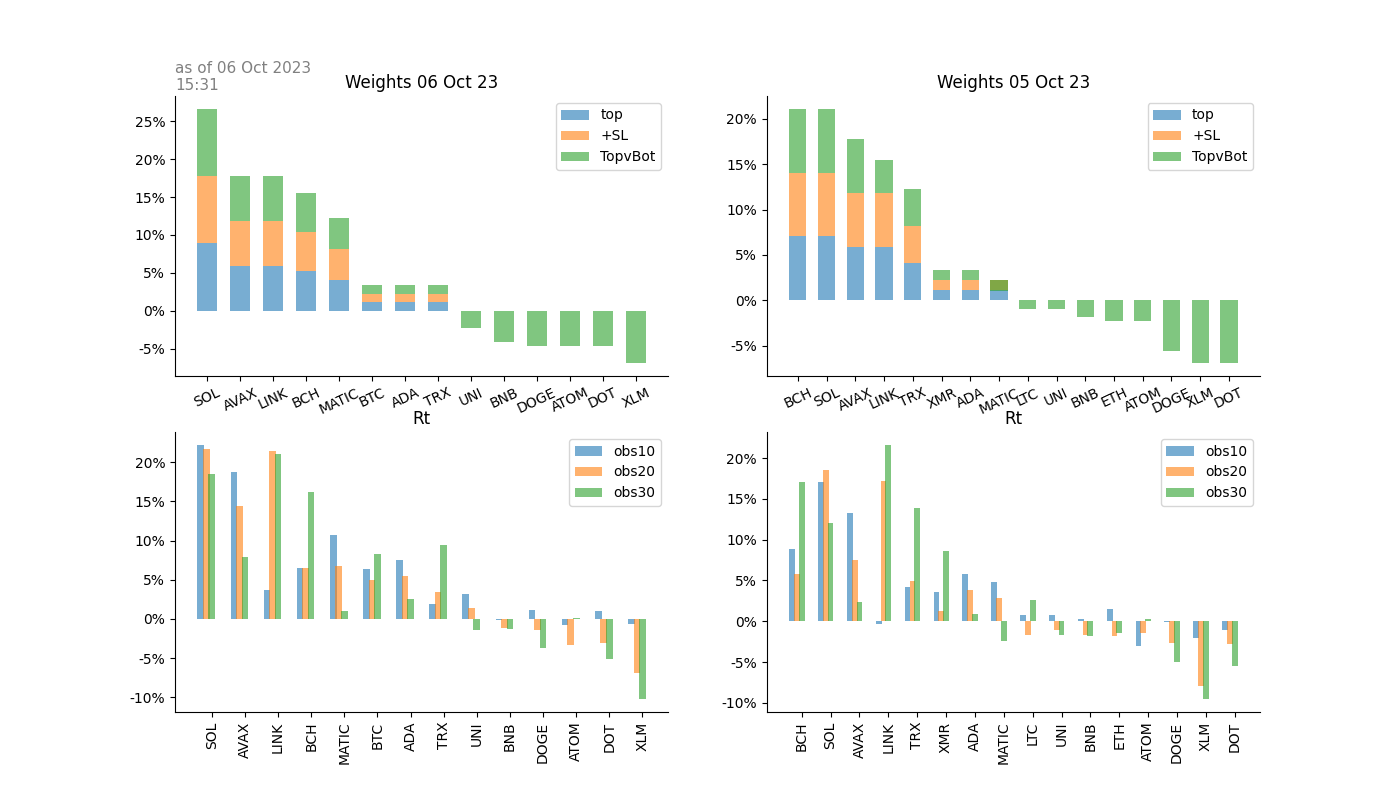 as of 06 Oct 2023
15:31
Weights 06 Oct 23
25%
20%
15%
10%
5%
0%
-5%
top
+SL
TopvBot
SOL AVAX LINK BCH MATIC BTC ADA TRX UNI BNB DOGE ATOM DOT XLM
Weights 05 Oct 23
20%
15%
10%
5%
0%
-5%
top
+SL
TopvBot
BCH SOL AVAX LINK TRX XMR ADA MATIC LTC UNI BNB ETH ATOM DOGE XLM DOT
Rt
20%
15%
10%
5%
0%
-5%
-10%
obs10
obs20
obs30
SOL AVAX LINK BCH MATIC BTC ADA TRX UNI BNB DOGE ATOM DOT XLM
Rt
20%
15%
10%
5%
0%
-5%
-10%
obs10
obs20
obs30
BCH SOL AVAX LINK TRX XMR ADA MATIC LTC UNI BNB ETH ATOM DOGE XLM DOT